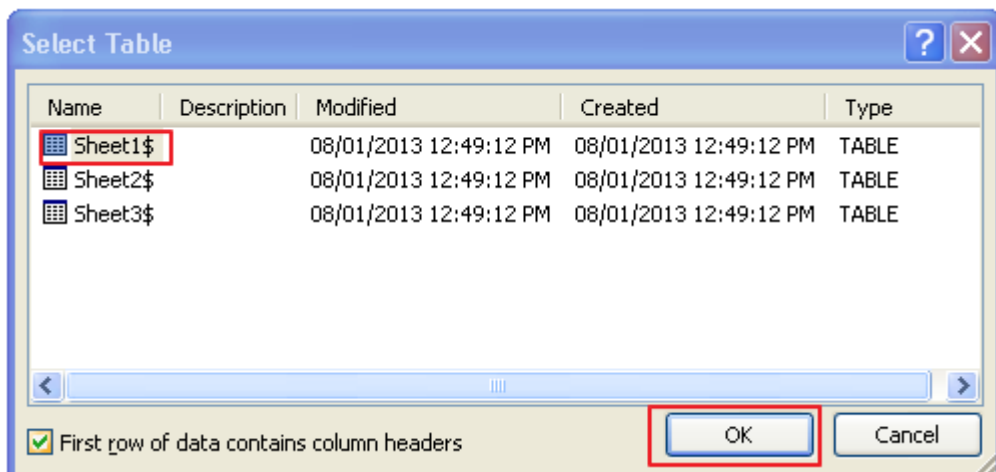 Select Table
Name Description Modified Created Type
Sheet1$ 08/01/2013 12:49:12 PM 08/01/2013 12:49:12 PM TABLE
Sheet2$ 08/01/2013 12:49:12 PM 08/01/2013 12:49:12 PM TABLE
Sheet3$ 08/01/2013 12:49:12 PM 08/01/2013 12:49:12 PM TABLE
First row of data contains column headers OK Cancel